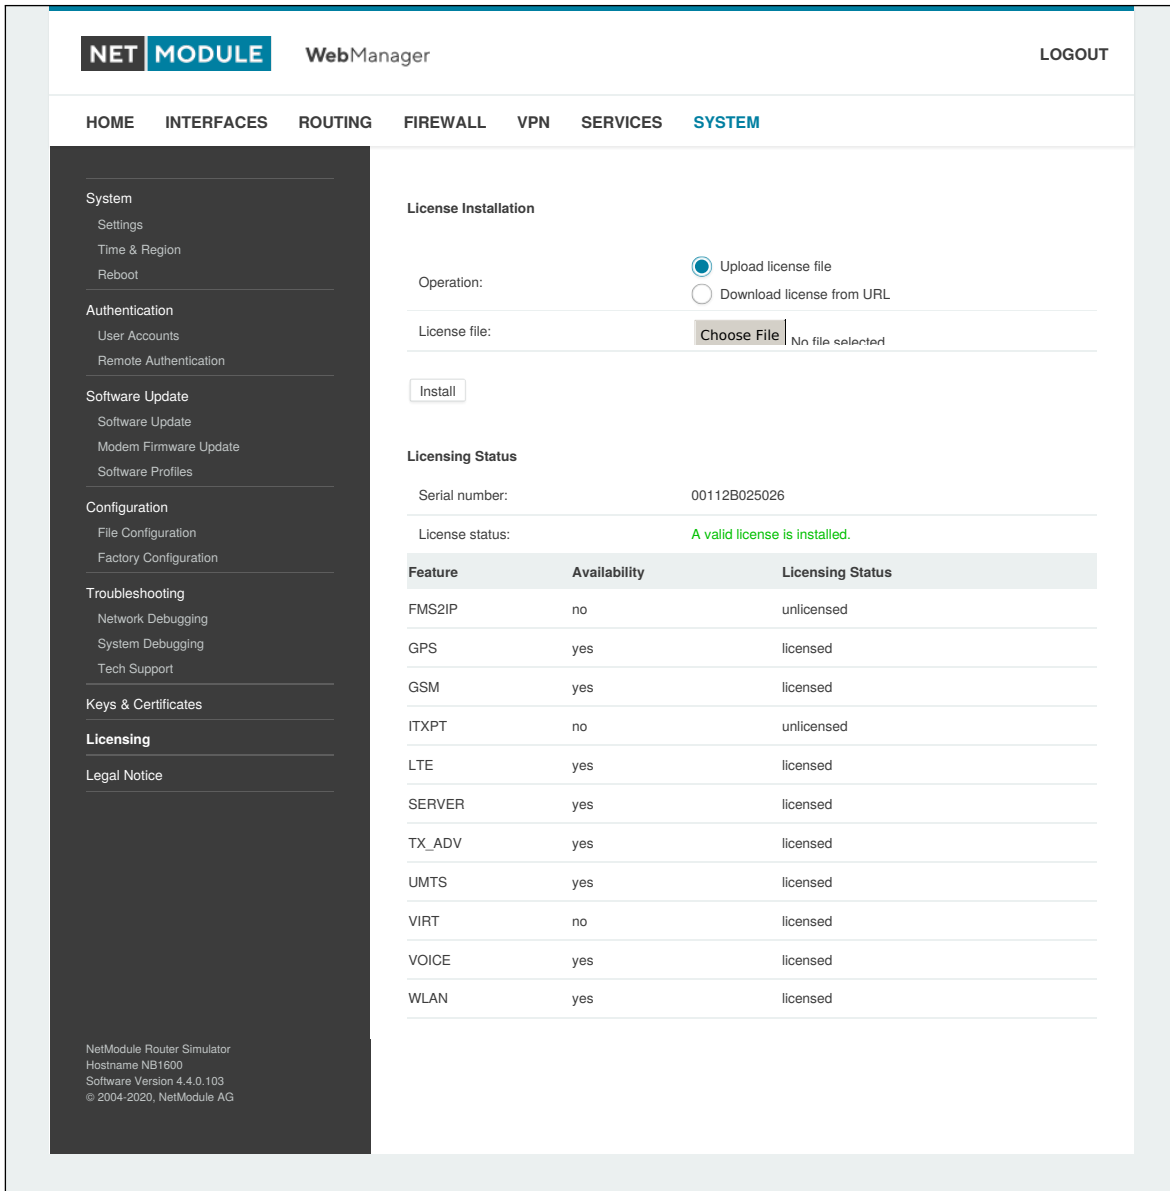 NET MODULE WebManager LOGOUT
HOME INTERFACES ROUTING FIREWALL VPN SERVICES SYSTEM
System
Settings
Time & Region
Reboot
Authentication
User Accounts
Remote Authentication
Software Update
Software Update
Modem Firmware Update
Software Profiles
Configuration
File Configuration
Factory Configuration
Troubleshooting
Network Debugging
System Debugging
Tech Support
Keys & Certificates
Licensing
Legal Notice
NetModule Router Simulator
Hostname NB1600
Software Version 4.4.0.103
© 2004-2020, NetModule AG
License Installation
Operation:
Upload license file
Download license from URL
License file: Choose File No file selected
Install
Licensing Status
Serial number: 00112B025026
License status: A valid license is installed.
Feature Availability Licensing Status
FMS2IP no unlicensed
GPS yes licensed
GSM yes licensed
ITXPT no unlicensed
LTE yes licensed
SERVER yes licensed
TX_ADV yes licensed
UMTS yes licensed
VIRT no licensed
VOICE yes licensed
WLAN yes licensed